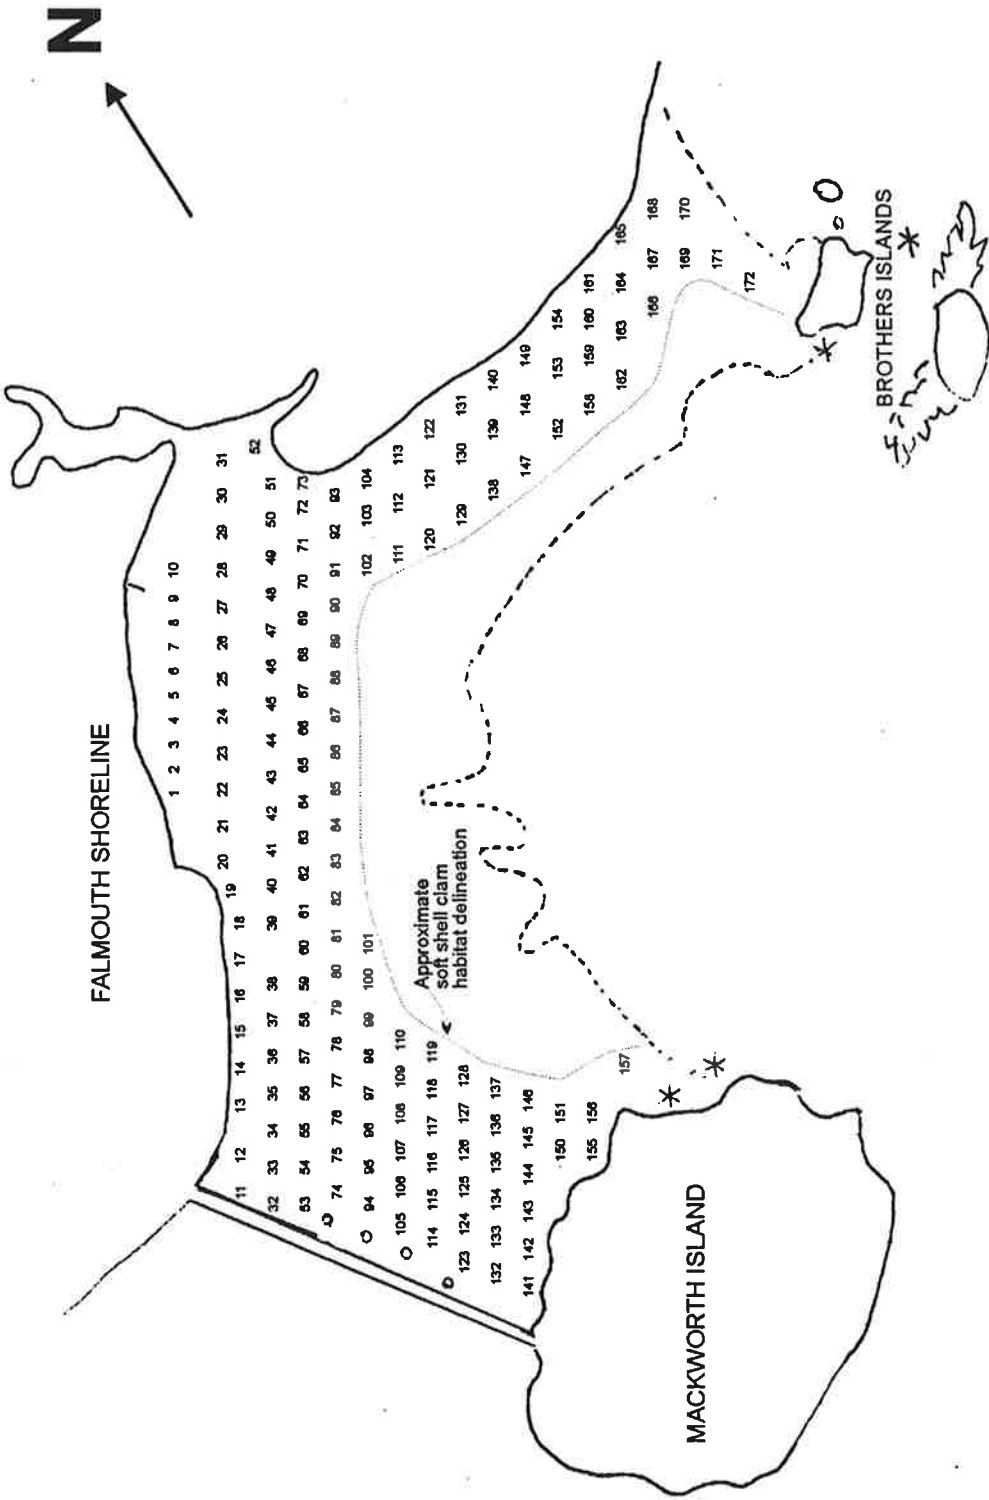 N
FALMOUTH SHORELINE
1 2 3 4 5 6 7 8 9 10
11 12 13 14 15 16 17 18 19 20 21 22 23 24 25 26 27 28 29 30 31
32 33 34 35 36 37 38 39 40 41 42 43 44 45 46 47 48 49 50 51 52
53 54 55 56 57 58 59 60 61 62 63 64 65 66 67 68 69 70 71 72 73
74 75 76 77 78 79 80 81 82 83 84 85 86 87 88 89 90 91 92 93
94 95 96 97 98 99 100 101 102 103 104
105 106 107 108 109 110 111 112 113
114 115 116 117 118 119 120 121 122
123 124 125 126 127 128 129 130 131
132 133 134 135 136 137 138 139 140
141 142 143 144 145 146 147 148 149
150 151 152 153 154
155 156 158 159 160 161
157 162 163 164 165
166 167 168
169 170
171
172
Approximate
soft shell clam
habitat delineation
MACKWORTH ISLAND
BROTHERS ISLANDS